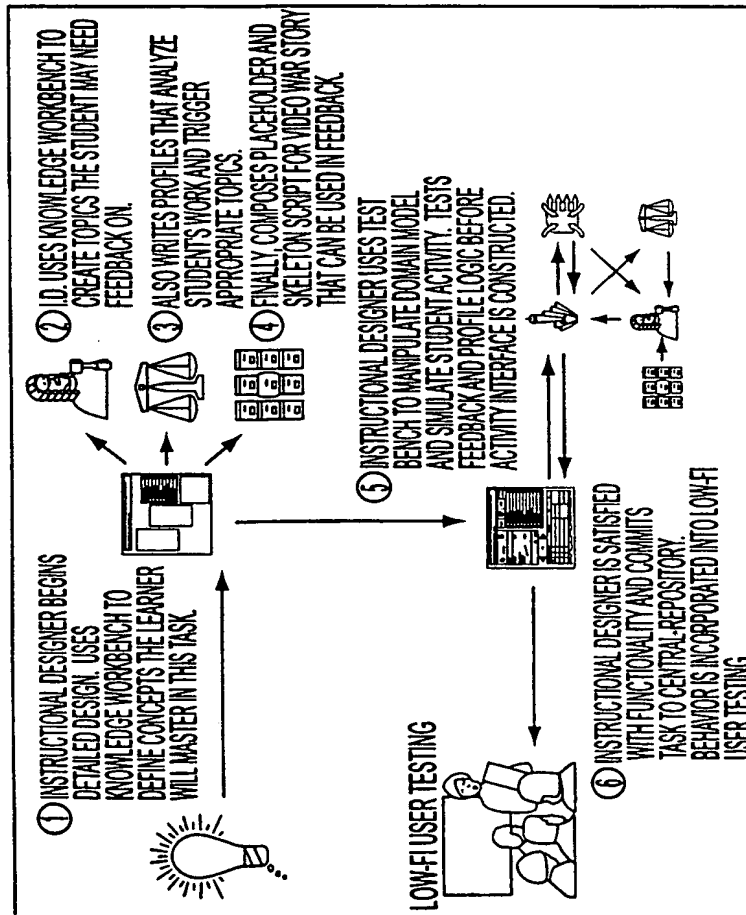 ① INSTRUCTIONAL DESIGNER BEGINS
DETAILED DESIGN. USES
KNOWLEDGE WORKBENCH TO
DEFINE CONCEPTS THE LEARNER
WILL MASTER IN THIS TASK.
② I.D. USES KNOWLEDGE WORKBENCH TO
CREATE TOPICS THE STUDENT MAY NEED
FEEDBACK ON.
③ ALSO WRITES PROFILES THAT ANALYZE
STUDENT'S WORK AND TRIGGER
APPROPRIATE TOPICS.
④ FINALLY COMPOSES PLACEHOLDER AND
SKELETON SCRIPT FOR VIDEO WAR STORY
THAT CAN BE USED IN FEEDBACK.
⑤ INSTRUCTIONAL DESIGNER USES TEST
BENCH TO MANIPULATE DOMAIN MODEL
AND SIMULATE STUDENT ACTIVITY. TESTS
FEEDBACK AND PROFILE LOGIC BEFORE
ACTIVITY INTERFACE IS CONSTRUCTED.
LOW-FI USER TESTING
⑥ INSTRUCTIONAL DESIGNER IS SATISFIED
WITH FUNCTIONALITY AND COMMITS
TASK TO CENTRAL-REPOSITORY.
BEHAVIOR IS INCORPORATED INTO LOW-FI
USER TESTING